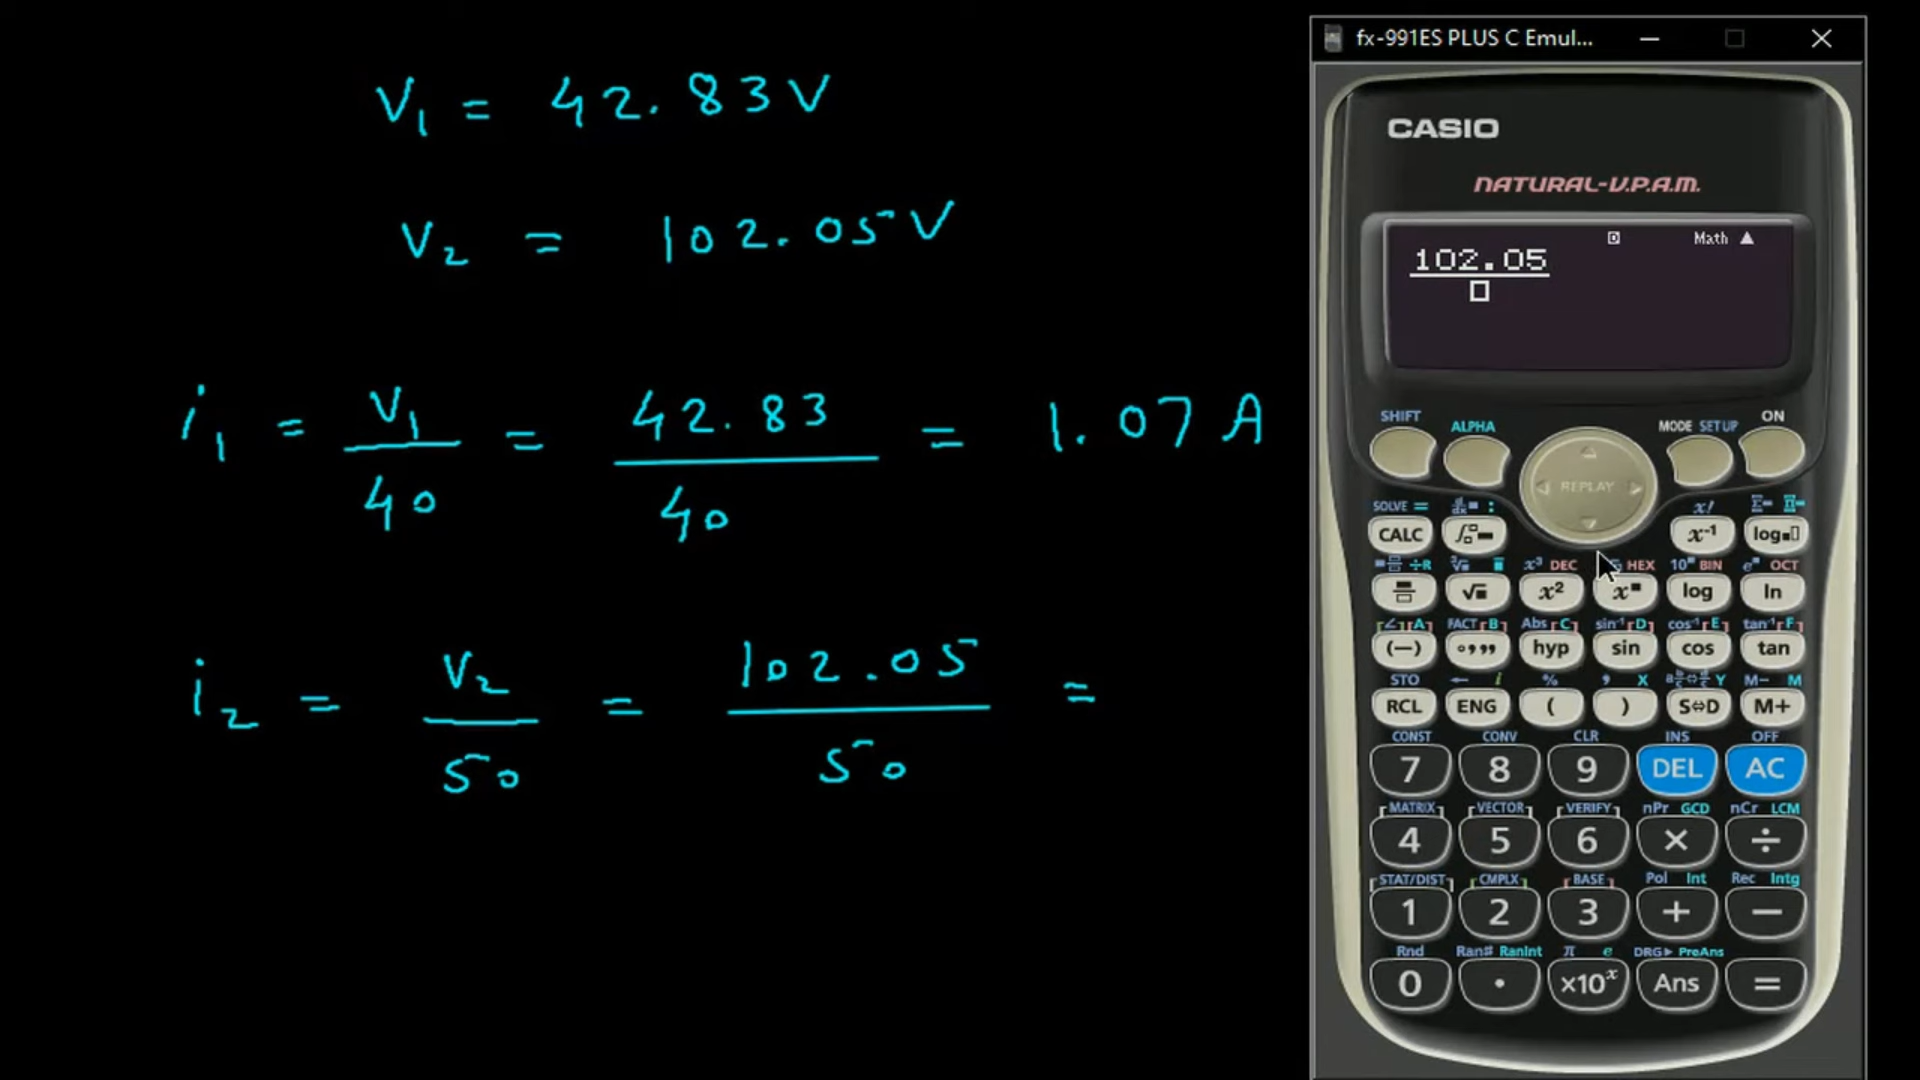 V1 = 42.83V
V2 = 102.05V
i1 = V1/40 = 42.83/40 = 1.07 A
i2 = V2/50 = 102.05/50 =
fx-991ES PLUS C Emul...
CASIO
NATURAL-V.P.A.M.
D Math ▲
102.05
□
SHIFT ALPHA MODE SETUP ON
REPLAY
SOLVE = d/dx : x! Σ Π
CALC ∫ x⁻¹ log
÷R x³ DEC HEX 10 BIN e OCT
√ x² x log ln
∠ A FACT B Abs C sin⁻¹ D cos⁻¹ E tan⁻¹ F
(−) °,,, hyp sin cos tan
STO ← i % , X Y M− M
RCL ENG ( ) S⇔D M+
CONST CONV CLR INS OFF
7 8 9 DEL AC
MATRIX VECTOR VERIFY nPr GCD nCr LCM
4 5 6 × ÷
STAT/DIST CMPLX BASE Pol Int Rec Intg
1 2 3 + −
Rnd Ran# RanInt π e DRG▶ PreAns
0 . ×10ˣ Ans =